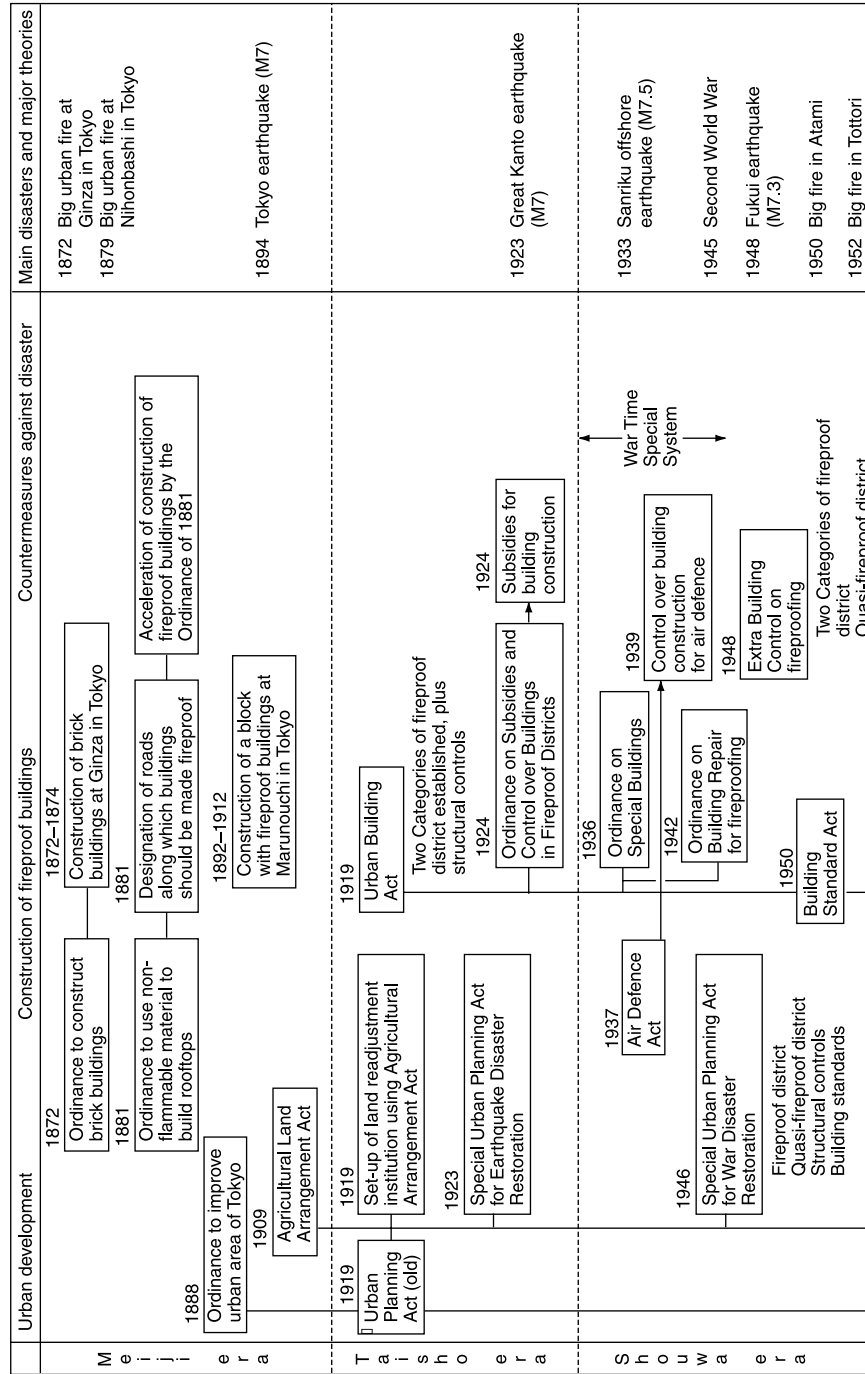 Urban development
Construction of fireproof buildings
Countermeasures against disaster
Main disasters and major theories
Meiji era
1872
Ordinance to construct
brick buildings
1872–1874
Construction of brick
buildings at Ginza in Tokyo
1872 Big urban fire at
Ginza in Tokyo
1879 Big urban fire at
Nihonbashi in Tokyo
1881
Ordinance to use non-
flammable material to
build rooftops
1881
Designation of roads
along which buildings
should be made fireproof
Acceleration of construction of
fireproof buildings by the
Ordinance of 1881
1888
Ordinance to improve
urban area of Tokyo
1892–1912
Construction of a block
with fireproof buildings at
Marunouchi in Tokyo
1894 Tokyo earthquake (M7)
1909
Agricultural Land
Arrangement Act
Taisho era
1919
Urban
Planning
Act (old)
1919
Set-up of land readjustment
institution using Agricultural
Arrangement Act
1919
Urban Building
Act
Two Categories of fireproof
district established, plus
structural controls
1923
Special Urban Planning Act
for Earthquake Disaster
Restoration
1924
Ordinance on Subsidies and
Control over Buildings
in Fireproof Districts
1924
Subsidies for
building
construction
1923 Great Kanto earthquake
(M7)
Shouwa era
1937
Air Defence
Act
1936
Ordinance on
Special Buildings
1939
Control over building
construction
for air defence
War Time
Special
System
1933 Sanriku offshore
earthquake (M7.5)
1946
Special Urban Planning Act
for War Disaster
Restoration
1942
Ordinance on
Building Repair
for fireproofing
1945 Second World War
1948
Extra Building
Control on
fireproofing
1948 Fukui earthquake
(M7.3)
Fireproof district
Quasi-fireproof district
Structural controls
Building standards
1950
Building
Standard Act
Two Categories of fireproof
district
Quasi-fireproof district
1950 Big fire in Atami
1952 Big fire in Tottori